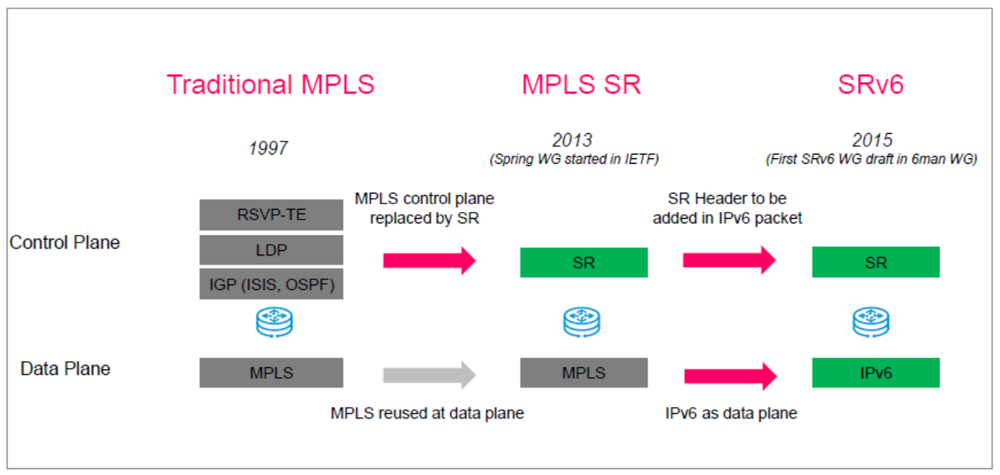 Traditional MPLS
MPLS SR
SRv6
1997
2013
(Spring WG started in IETF)
2015
(First SRv6 WG draft in 6man WG)
MPLS control plane
replaced by SR
SR Header to be
added in IPv6 packet
Control Plane
RSVP-TE
LDP
IGP (ISIS, OSPF)
SR
SR
Data Plane
MPLS
MPLS
IPv6
MPLS reused at data plane
IPv6 as data plane